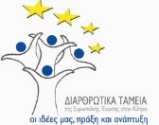 ΔΙΑΡΘΡΩΤΙΚΑ ΤΑΜΕΙΑ
της Ευρωπαϊκής Ένωσης στην Κύπρο
οι ιδέες μας, πράξη και ανάπτυξη